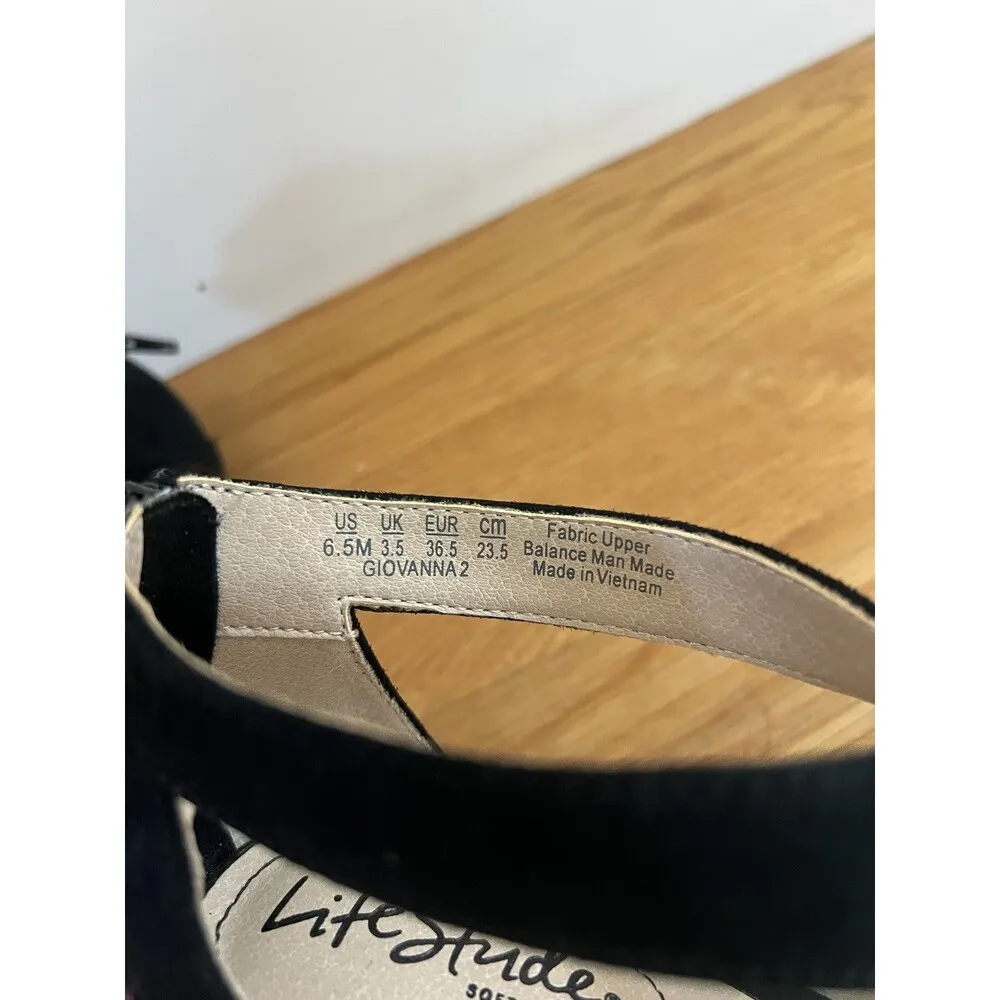 US UK EUR cm
6.5M 3.5 36.5 23.5
GIOVANNA 2
Fabric Upper
Balance Man Made
Made in Vietnam
LifeStride